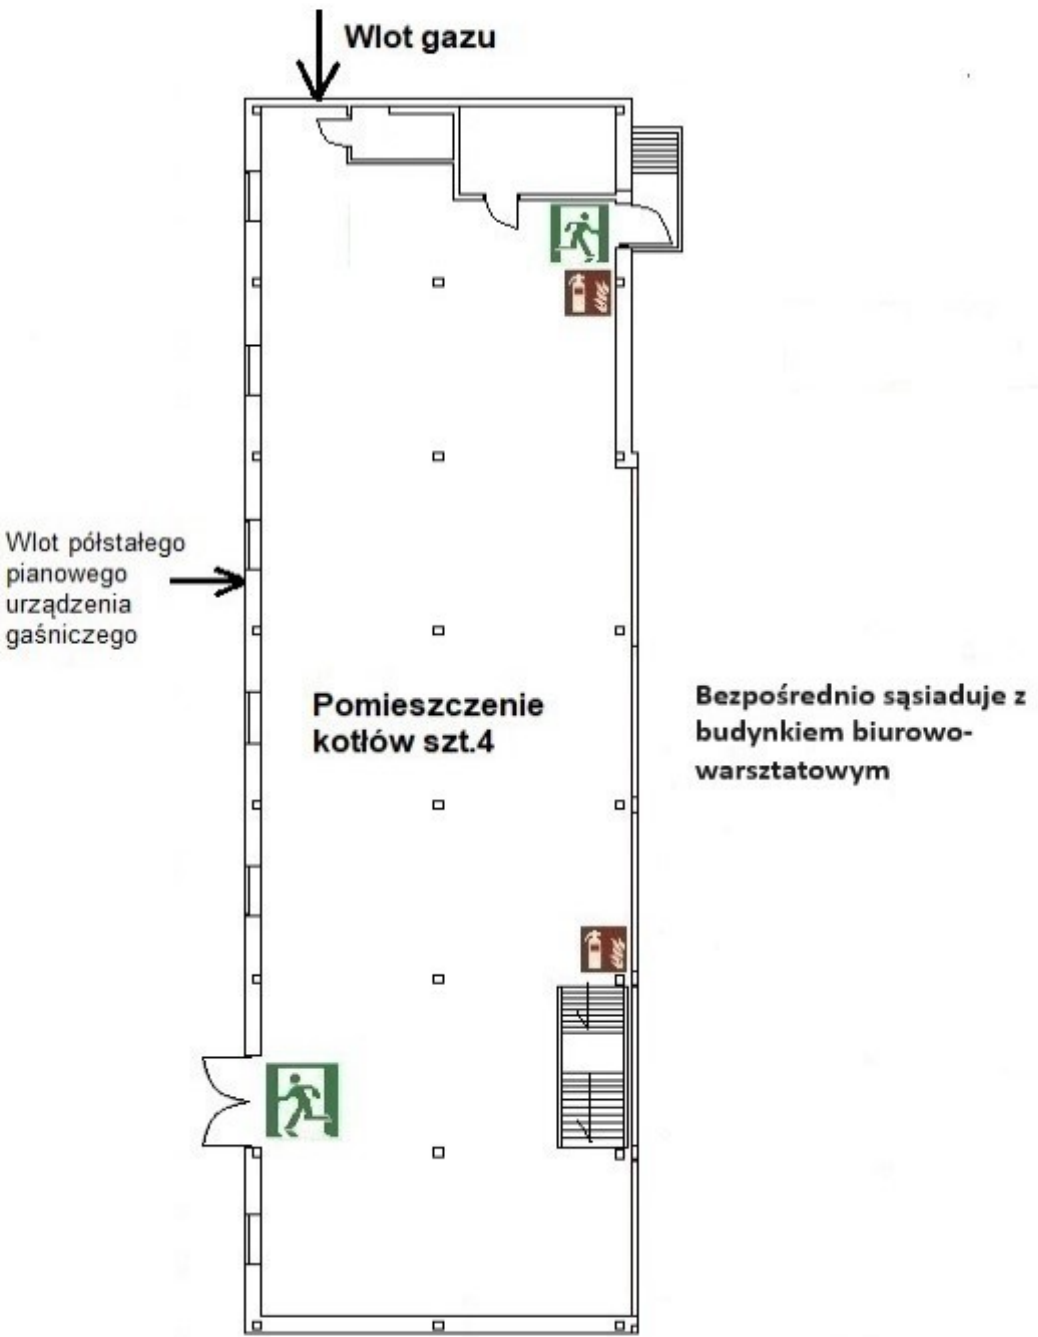 Wlot gazu
Wlot półstałego
pianowego
urządzenia
gaśniczego
Pomieszczenie
kotłów szt.4
Bezpośrednio sąsiaduje z
budynkiem biurowo-
warsztatowym